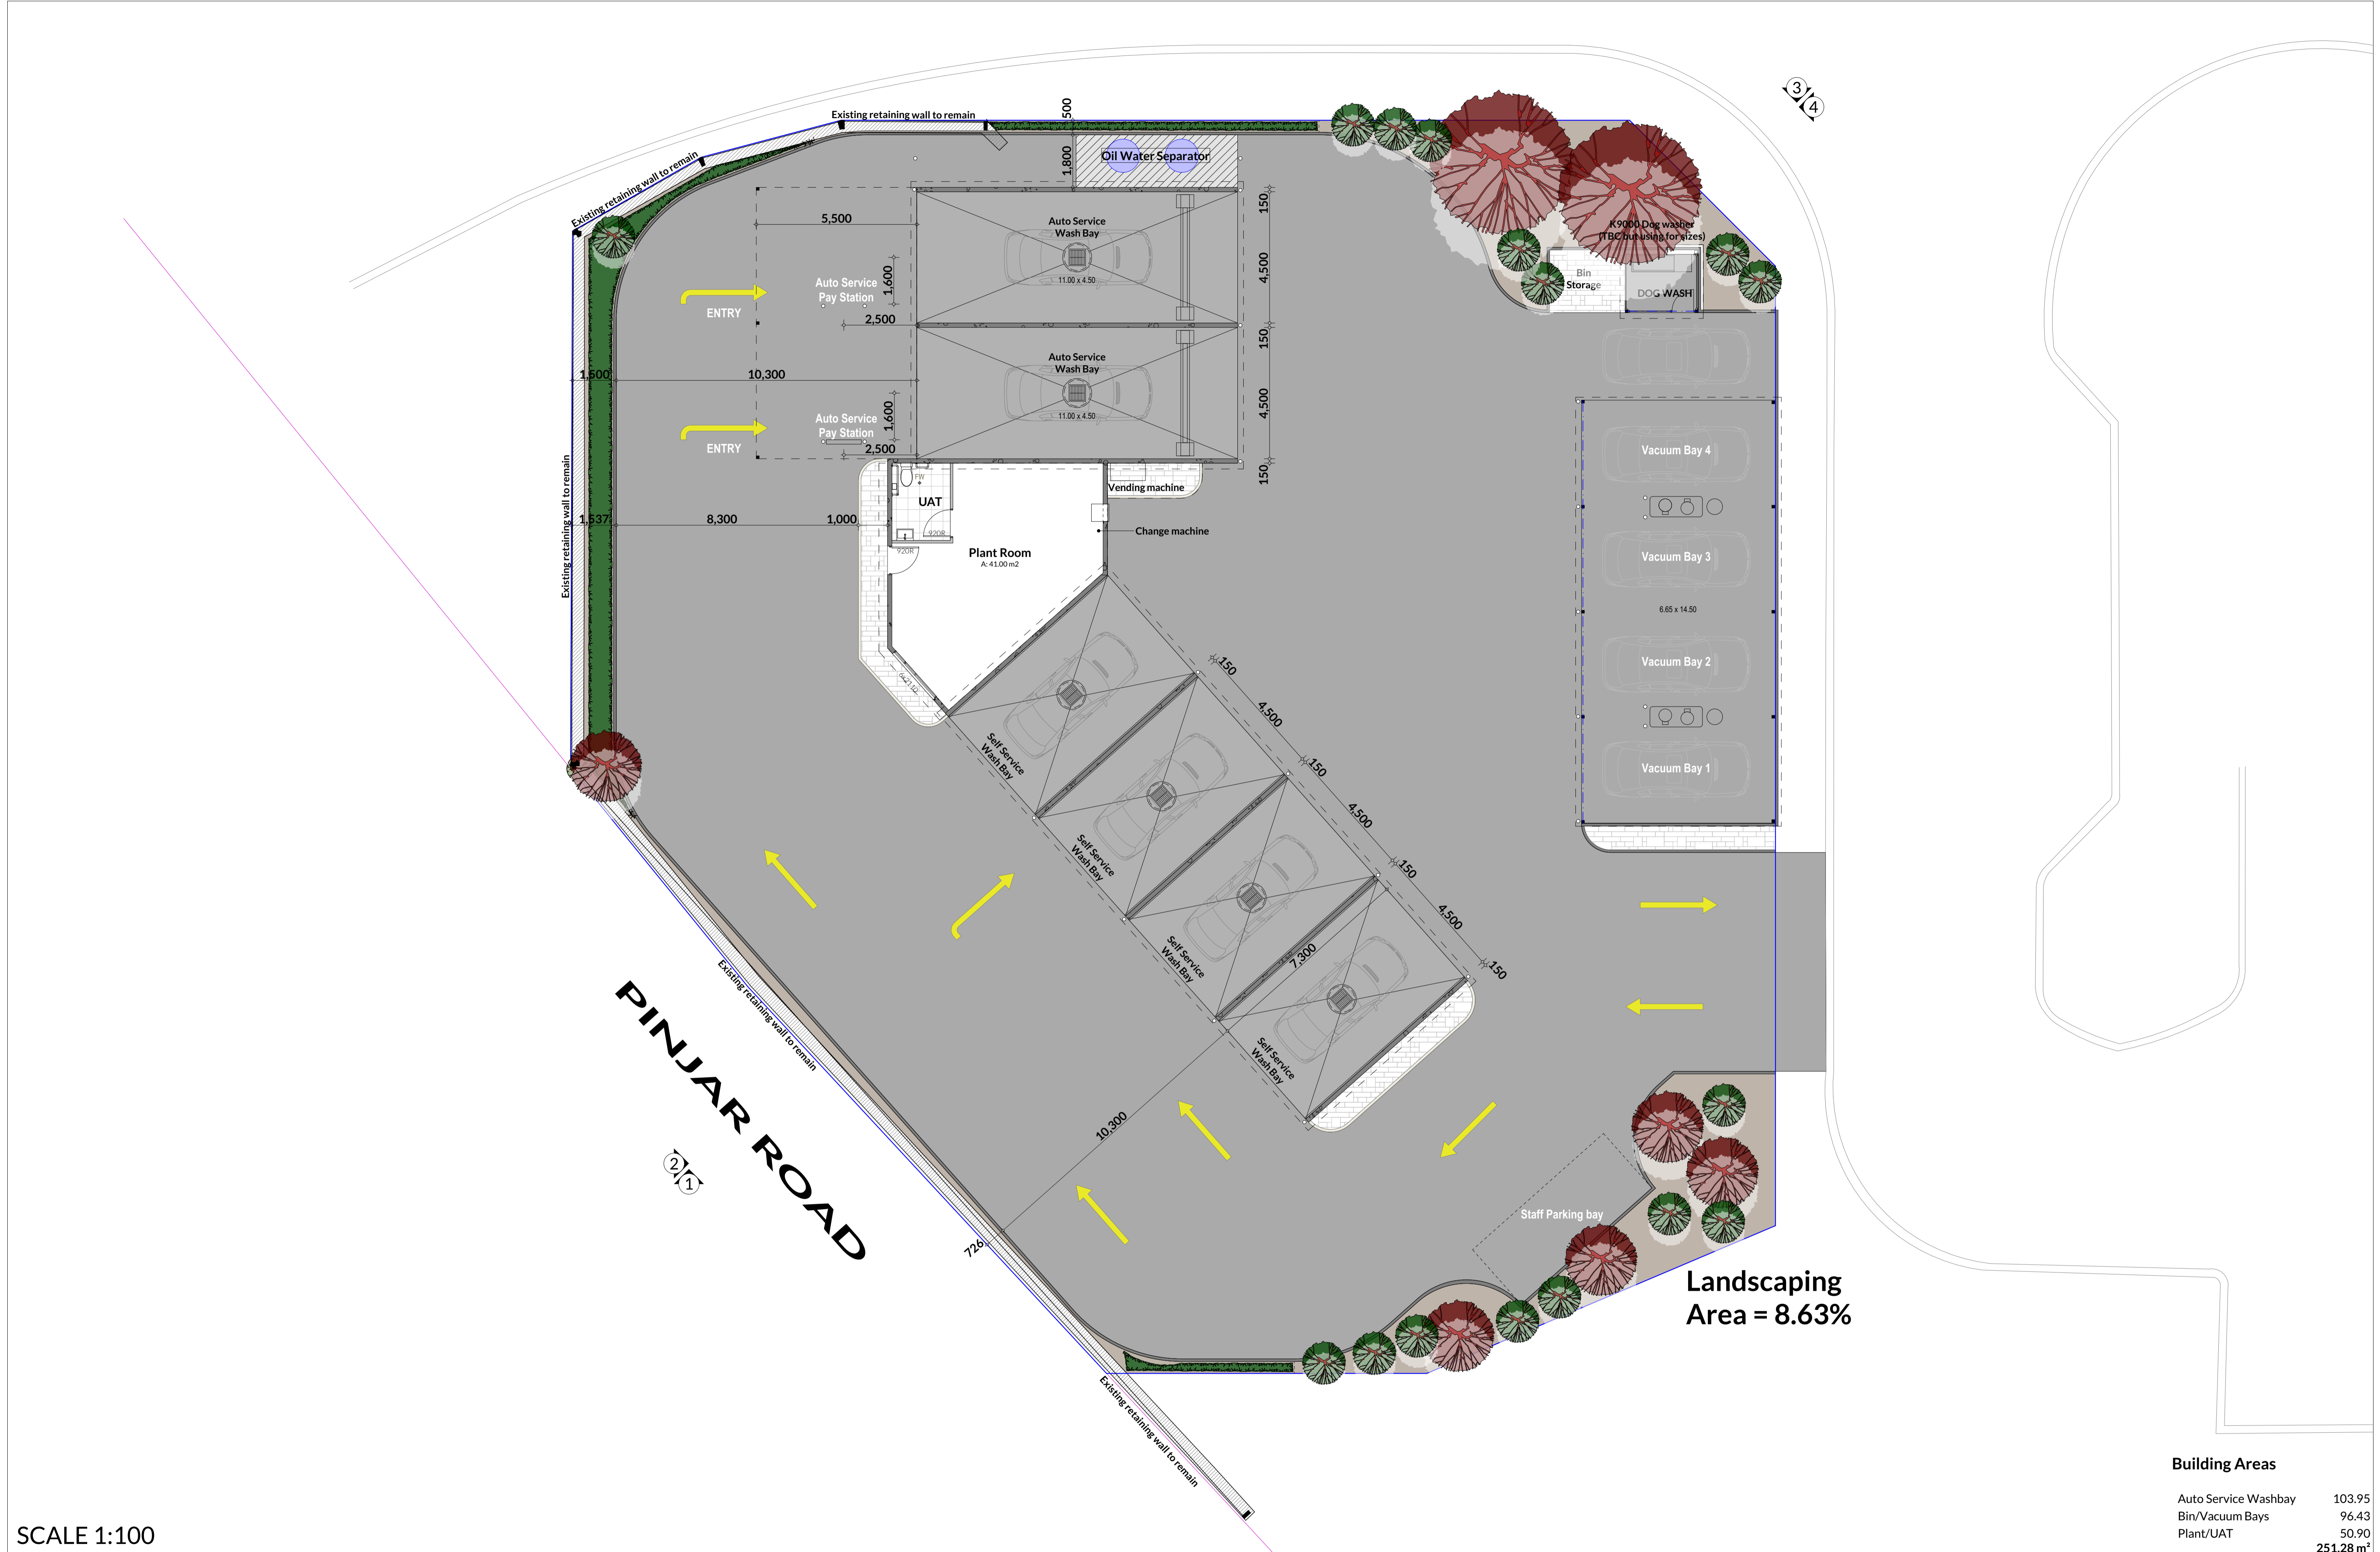 Existing retaining wall to remain
500
3
4
Existing retaining wall to remain
1,800
Oil Water Separator
150
5,500
Auto Service
Wash Bay
K9000 Dog washer
(TBC but using for sizes)
4,500
1,600
11.00 x 4.50
Auto Service
Pay Station
Bin
Storage
DOG WASH
ENTRY
2,500
150
Auto Service
Wash Bay
1,600
10,300
4,500
1,600
11.00 x 4.50
Auto Service
Pay Station
ENTRY
2,500
Vacuum Bay 4
150
FW
UAT
Vending machine
Existing retaining wall to remain
1,537
8,300
1,000
920R
920R
Change machine
Plant Room
A: 41.00 m2
Vacuum Bay 3
6.65 x 14.50
Vacuum Bay 2
150
4,500
Self Service
Wash Bay
150
Vacuum Bay 1
4,500
Self Service
Wash Bay
150
4,500
Self Service
Wash Bay
7,300
150
Existing retaining wall to remain
Self Service
Wash Bay
PINJAR ROAD
10,300
2
1
726
Staff Parking bay
Landscaping
Area = 8.63%
Existing retaining wall to remain
Building Areas
Auto Service Washbay 103.95
Bin/Vacuum Bays 96.43
Plant/UAT 50.90
251.28 m²
SCALE 1:100